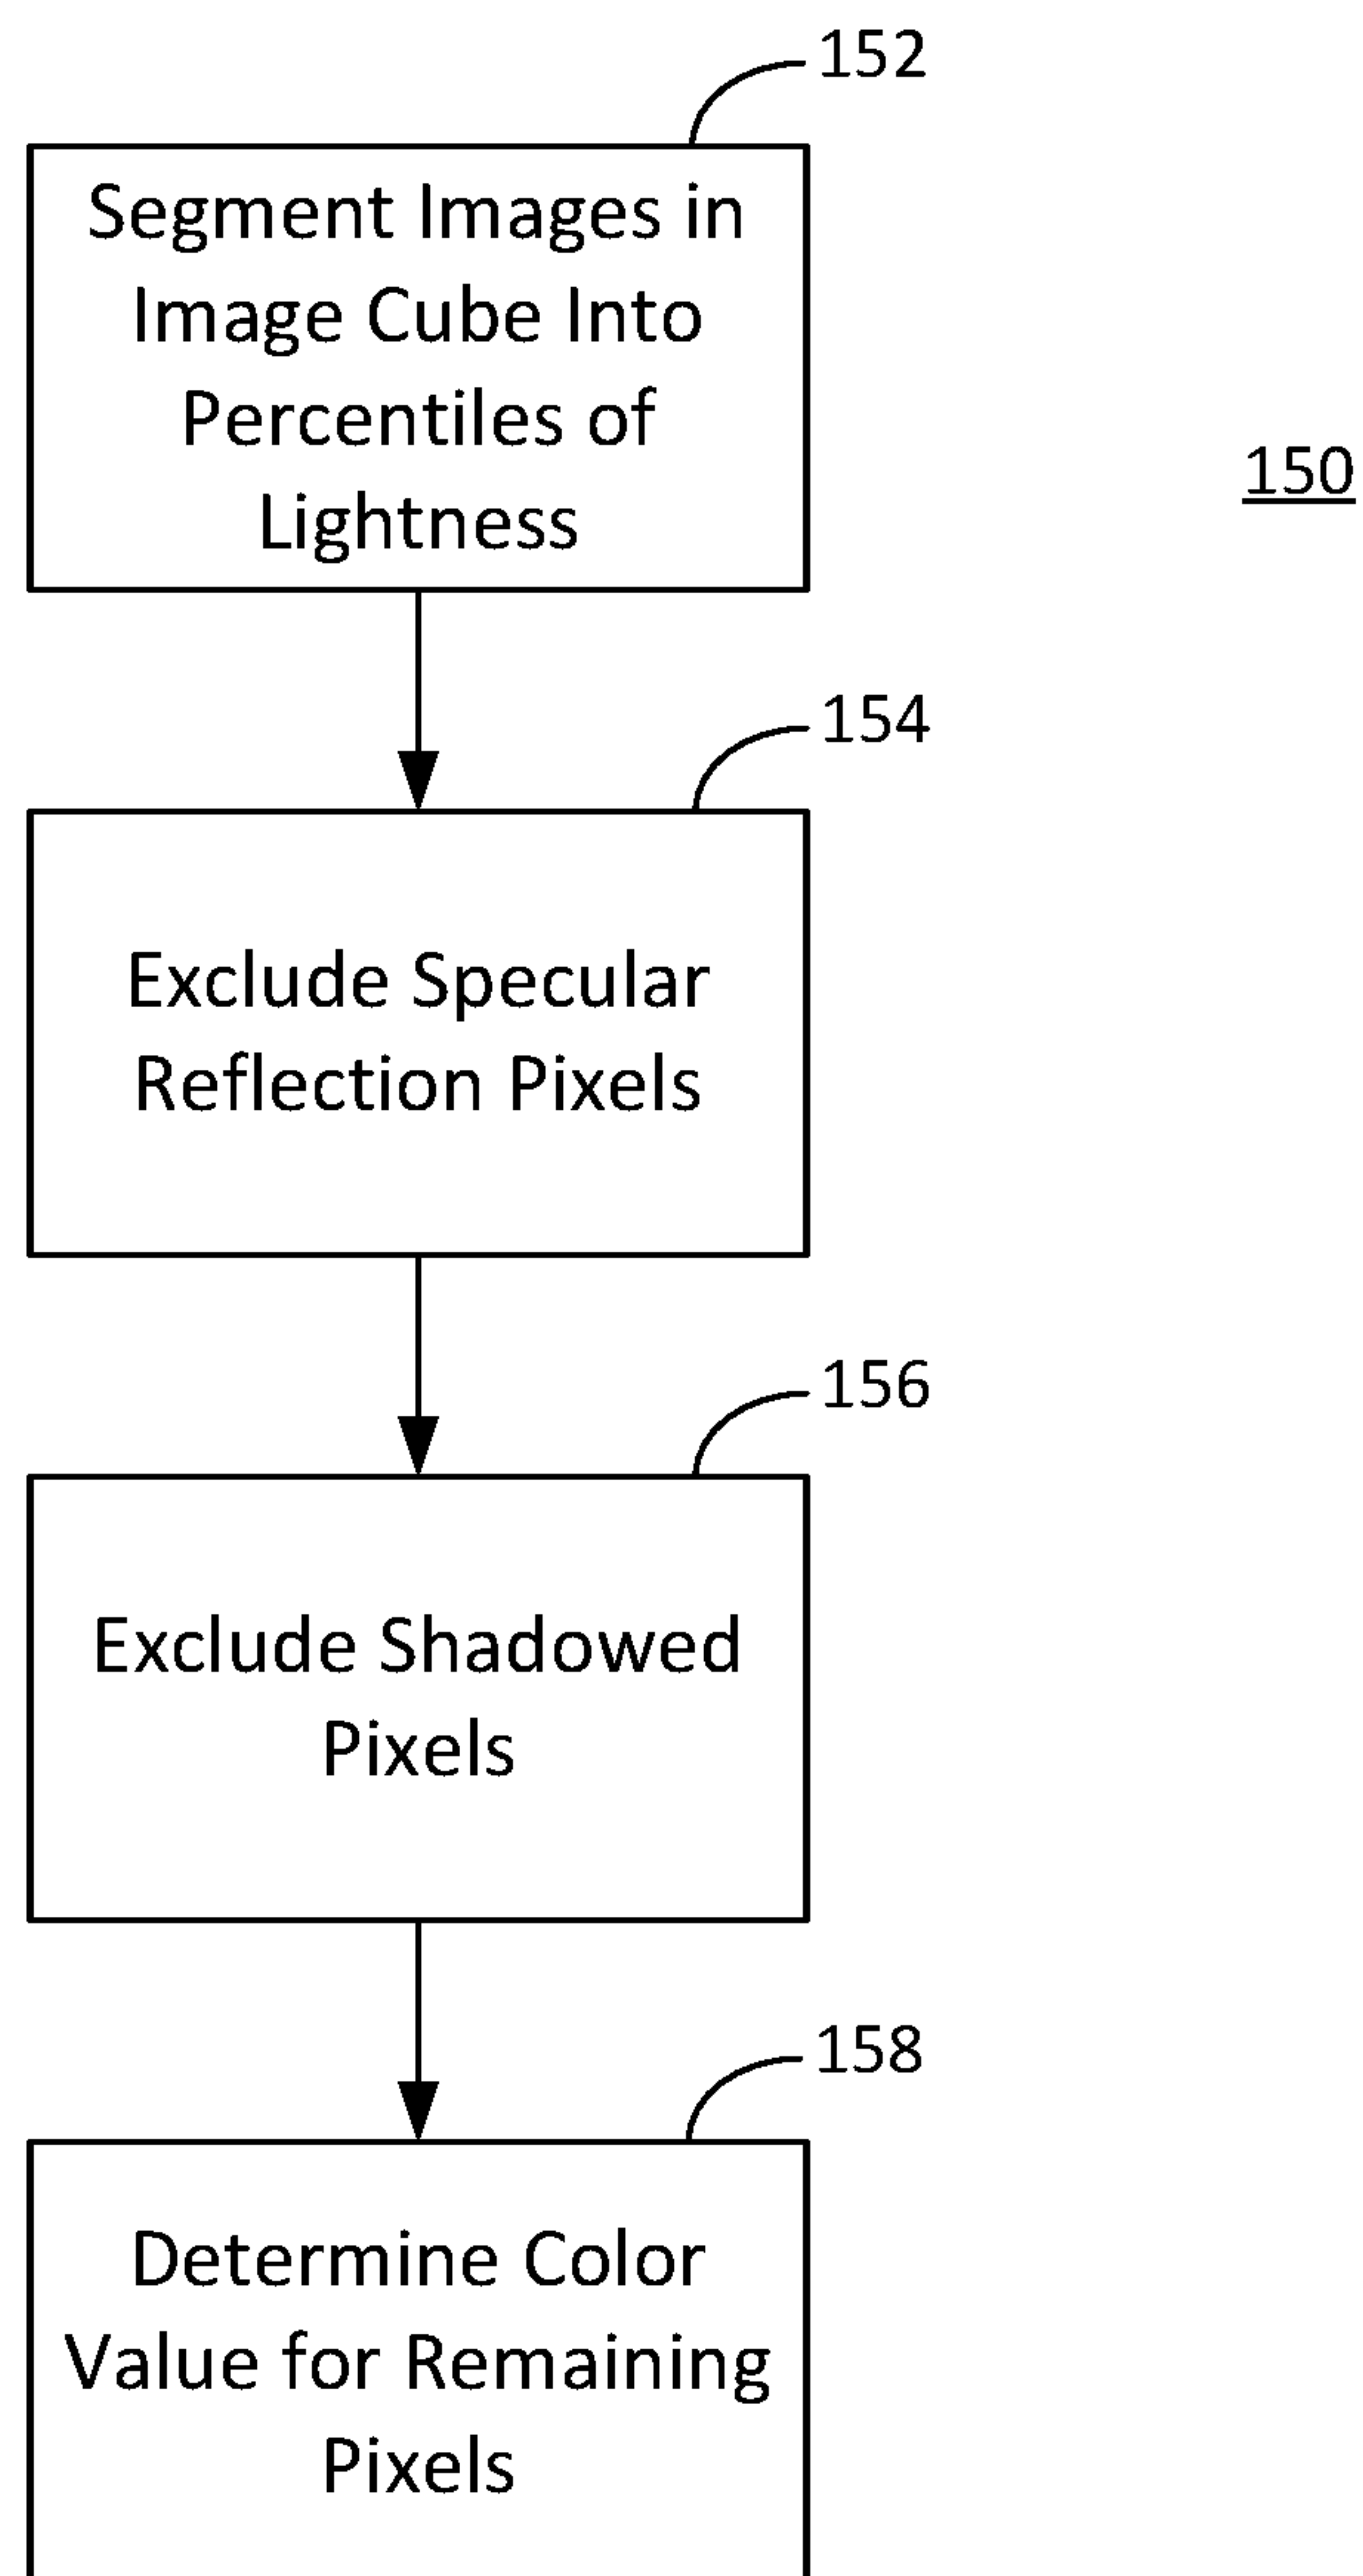 152
Segment Images in
Image Cube Into
Percentiles of
Lightness
150
154
Exclude Specular
Reflection Pixels
156
Exclude Shadowed
Pixels
158
Determine Color
Value for Remaining
Pixels